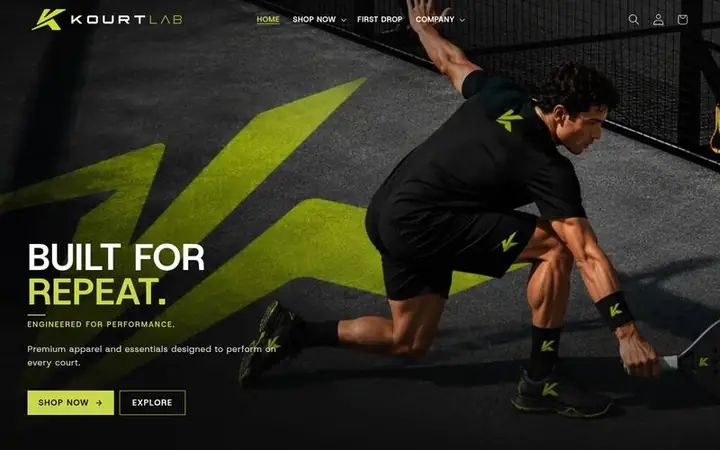 KOURTLAB
HOME SHOP NOW FIRST DROP COMPANY
BUILT FOR
REPEAT.
ENGINEERED FOR PERFORMANCE.
Premium apparel and essentials designed to perform on
every court.
SHOP NOW → EXPLORE